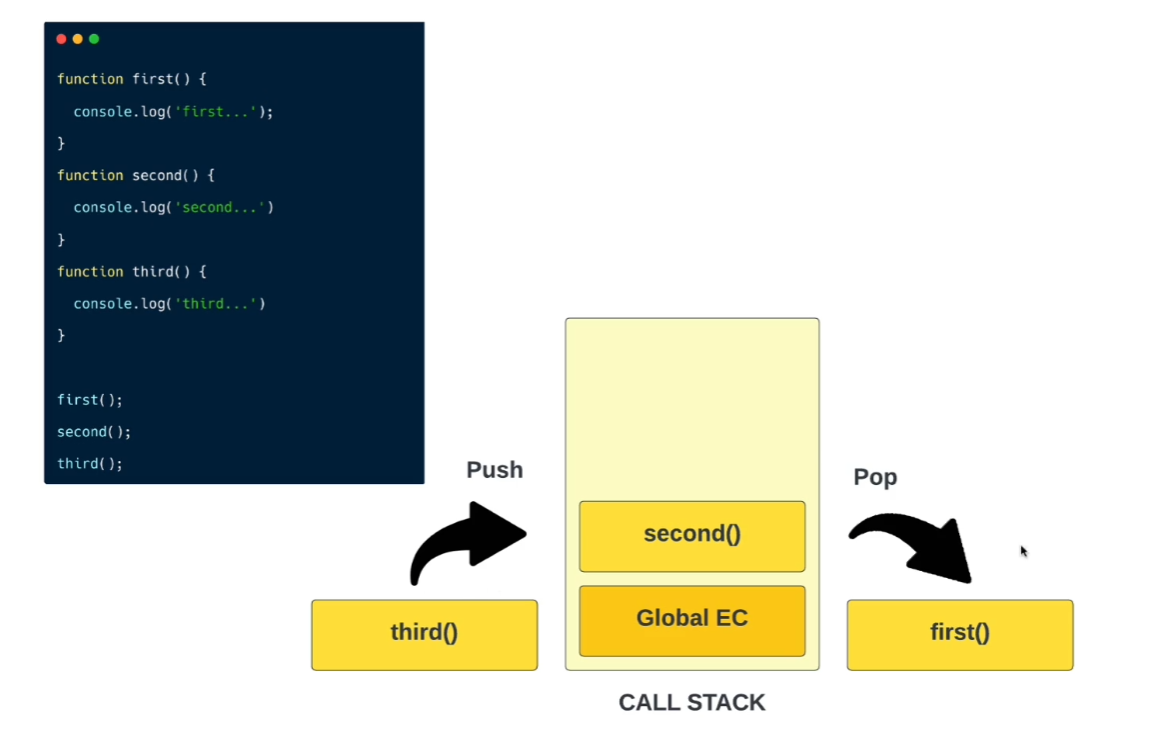 function first() {
  console.log('first...');
}
function second() {
  console.log('second...')
}
function third() {
  console.log('third...')
}
first();
second();
third();
Push
Pop
second()
Global EC
third()
first()
CALL STACK